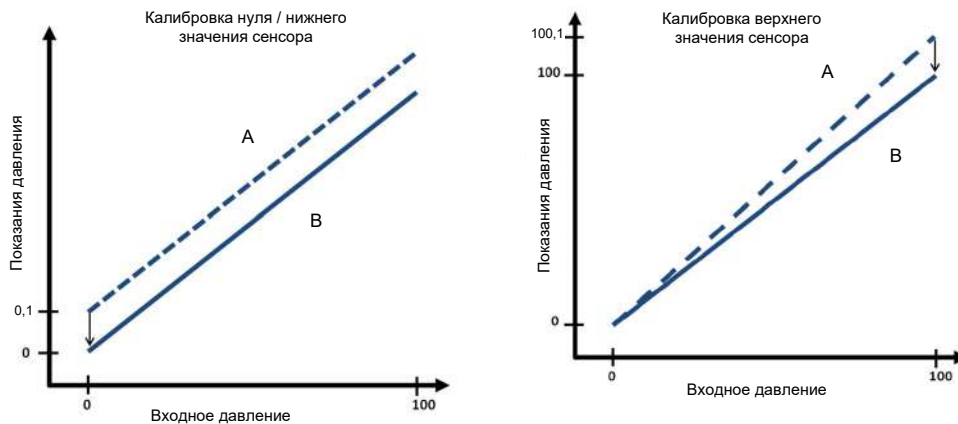 Калибровка нуля / нижнего
значения сенсора
Показания давления
A
B
0,1
0
0
100
Входное давление
Калибровка верхнего
значения сенсора
Показания давления
100,1
100
A
B
0
0
100
Входное давление